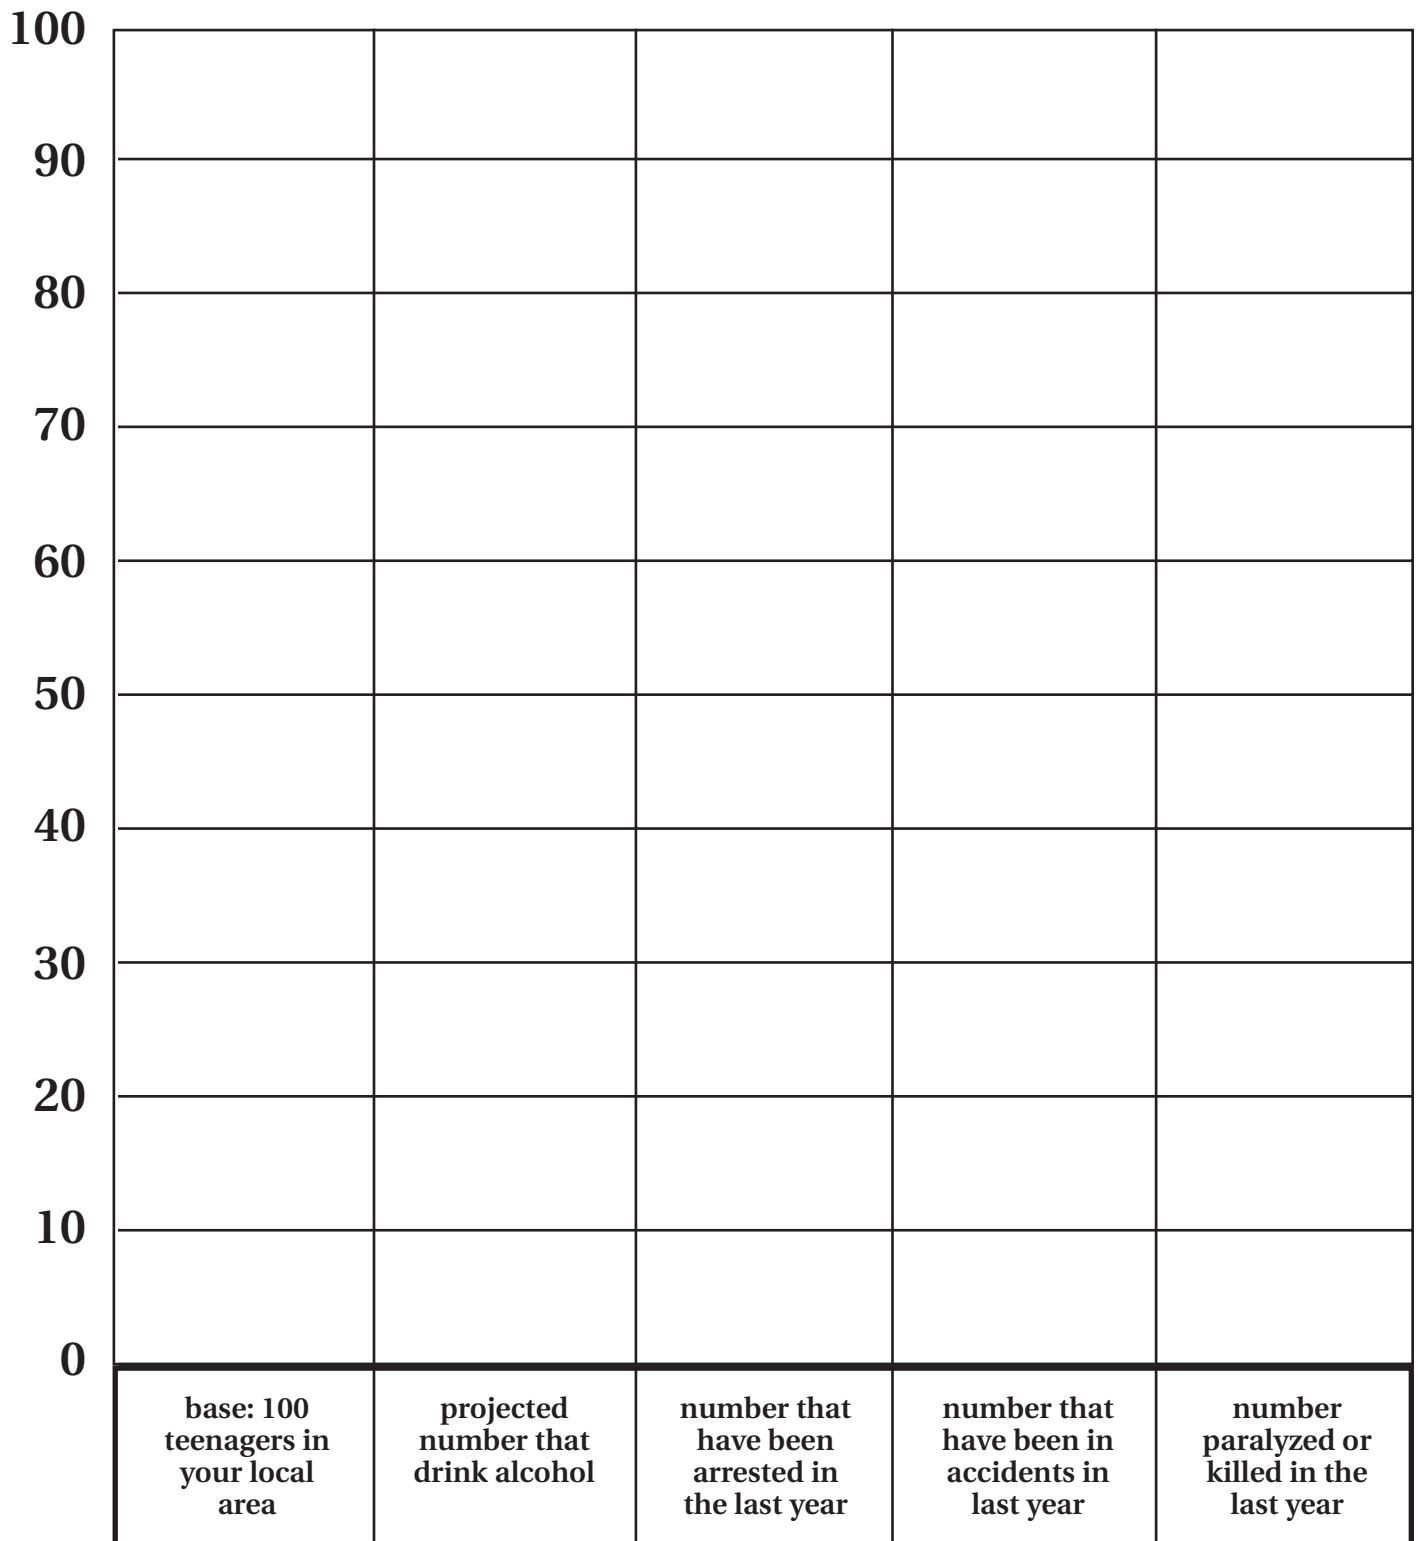 100
90
80
70
60
50
40
30
20
10
0
base: 100
teenagers in
your local
area
projected
number that
drink alcohol
number that
have been
arrested in
the last year
number that
have been in
accidents in
last year
number
paralyzed or
killed in the
last year